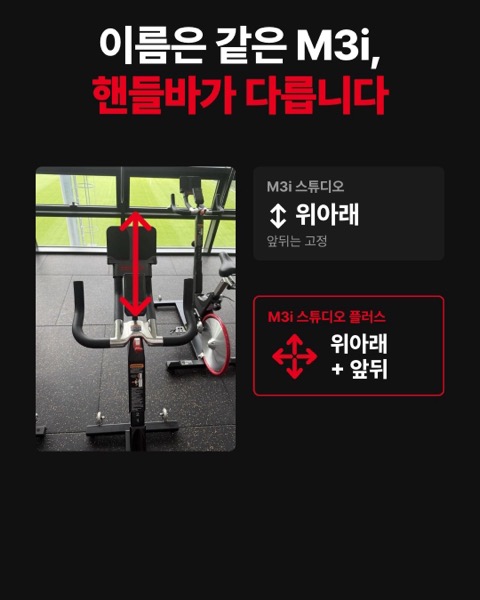 이름은 같은 M3i,
핸들바가 다릅니다
M3i 스튜디오
위아래
앞뒤는 고정
M3i 스튜디오 플러스
위아래
+ 앞뒤